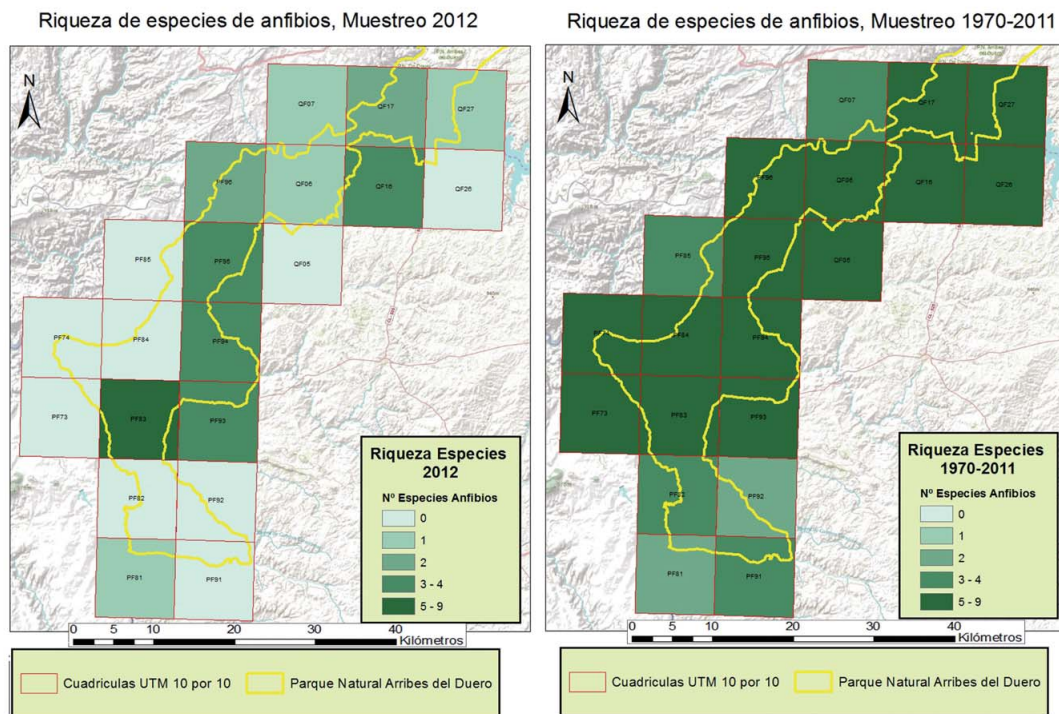 Riqueza de especies de anfibios, Muestreo 2012
N
QF07
QF17
QF27
PF96
QF06
QF16
QF26
PF85
PF95
QF05
PF74
PF84
PF94
PF73
PF83
PF93
PF82
PF92
PF81
PF91
Riqueza Especies
2012
Nº Especies Anfibios
0
1
2
3 - 4
5 - 9
0 5 10 20 30 40
Kilómetros
Cuadriculas UTM 10 por 10
Parque Natural Arribes del Duero
Riqueza de especies de anfibios, Muestreo 1970-2011
N
QF07
QF17
QF27
PF96
QF06
QF16
QF26
PF85
PF95
QF05
PF84
PF94
PF73
PF83
PF93
PF82
PF92
PF81
PF91
Riqueza Especies
1970-2011
Nº Especies Anfibios
0
1
2
3 - 4
5 - 9
0 5 10 20 30 40
Kilómetros
Cuadriculas UTM 10 por 10
Parque Natural Arribes del Duero